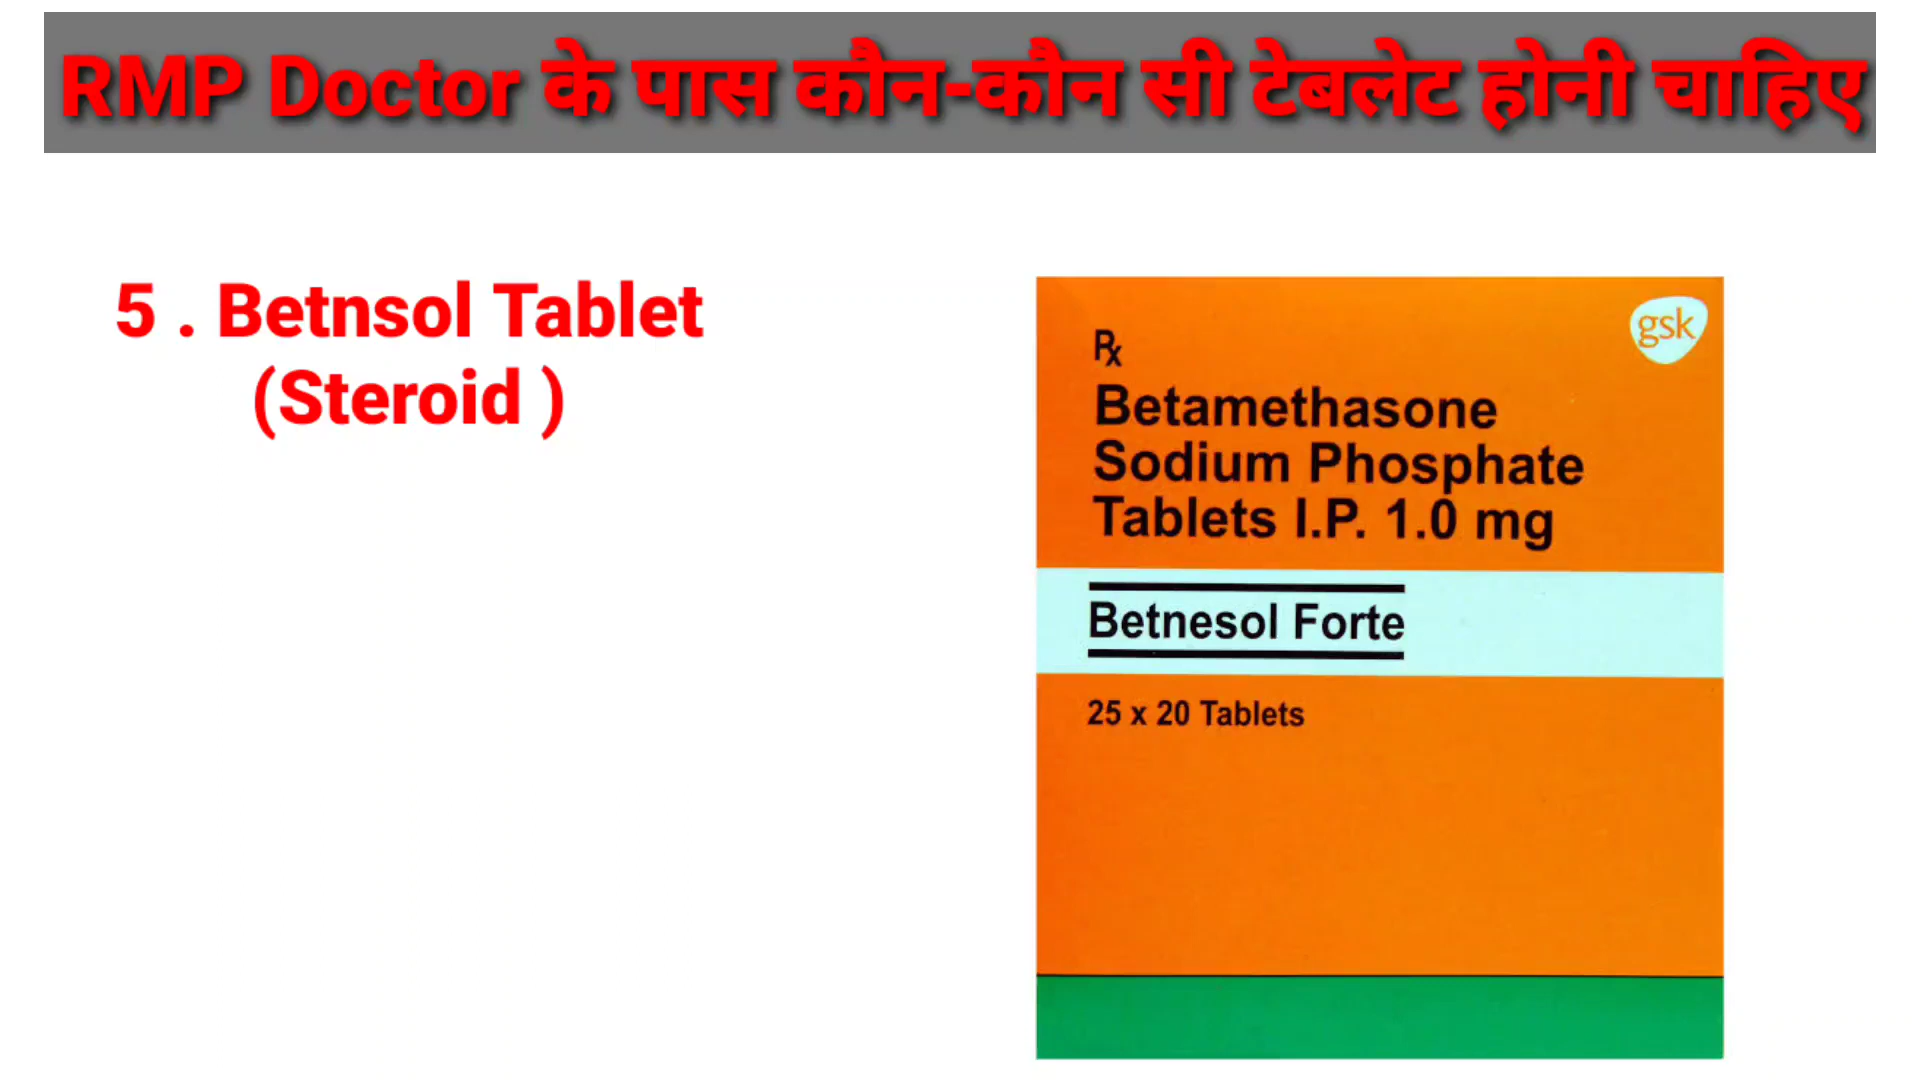 RMP Doctor के पास कौन-कौन सी टेबलेट होनी चाहिए
5 . Betnsol Tablet
(Steroid )
gsk
Rx
Betamethasone
Sodium Phosphate
Tablets I.P. 1.0 mg
Betnesol Forte
25 x 20 Tablets